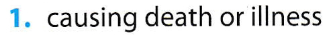 1. causing death or illness